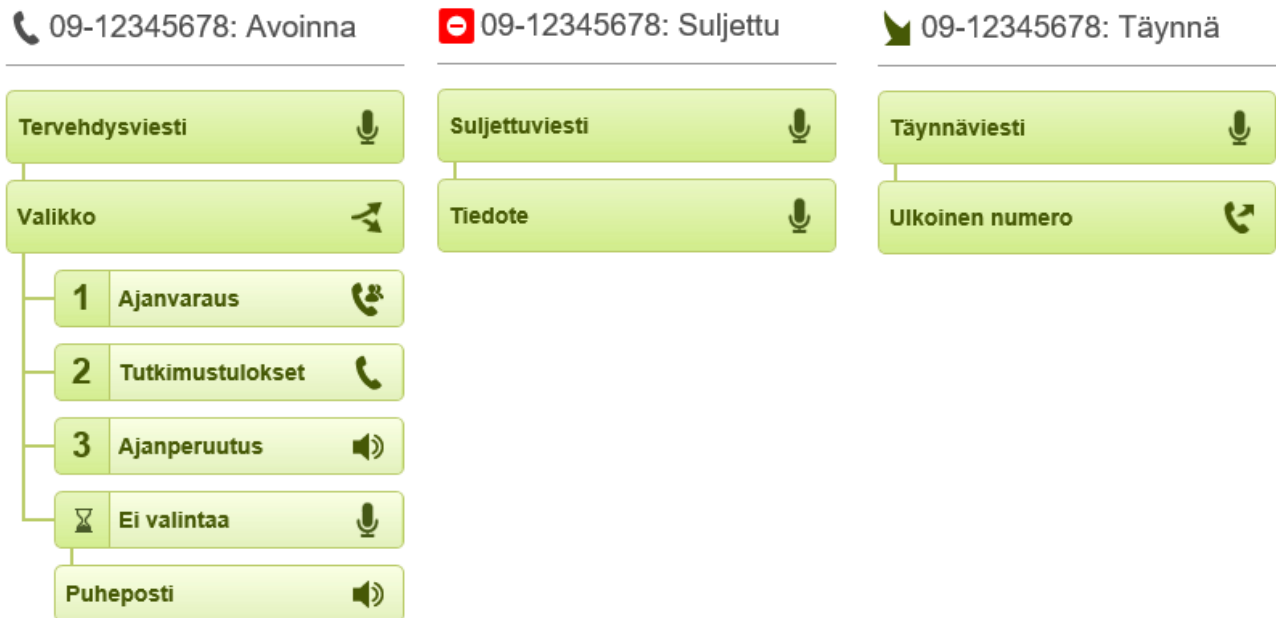 09-12345678: Avoinna
Tervehdysviesti
Valikko
1 Ajanvaraus
2 Tutkimustulokset
3 Ajanperuutus
Ei valintaa
Puheposti
09-12345678: Suljettu
Suljettuviesti
Tiedote
09-12345678: Täynnä
Täynnäviesti
Ulkoinen numero